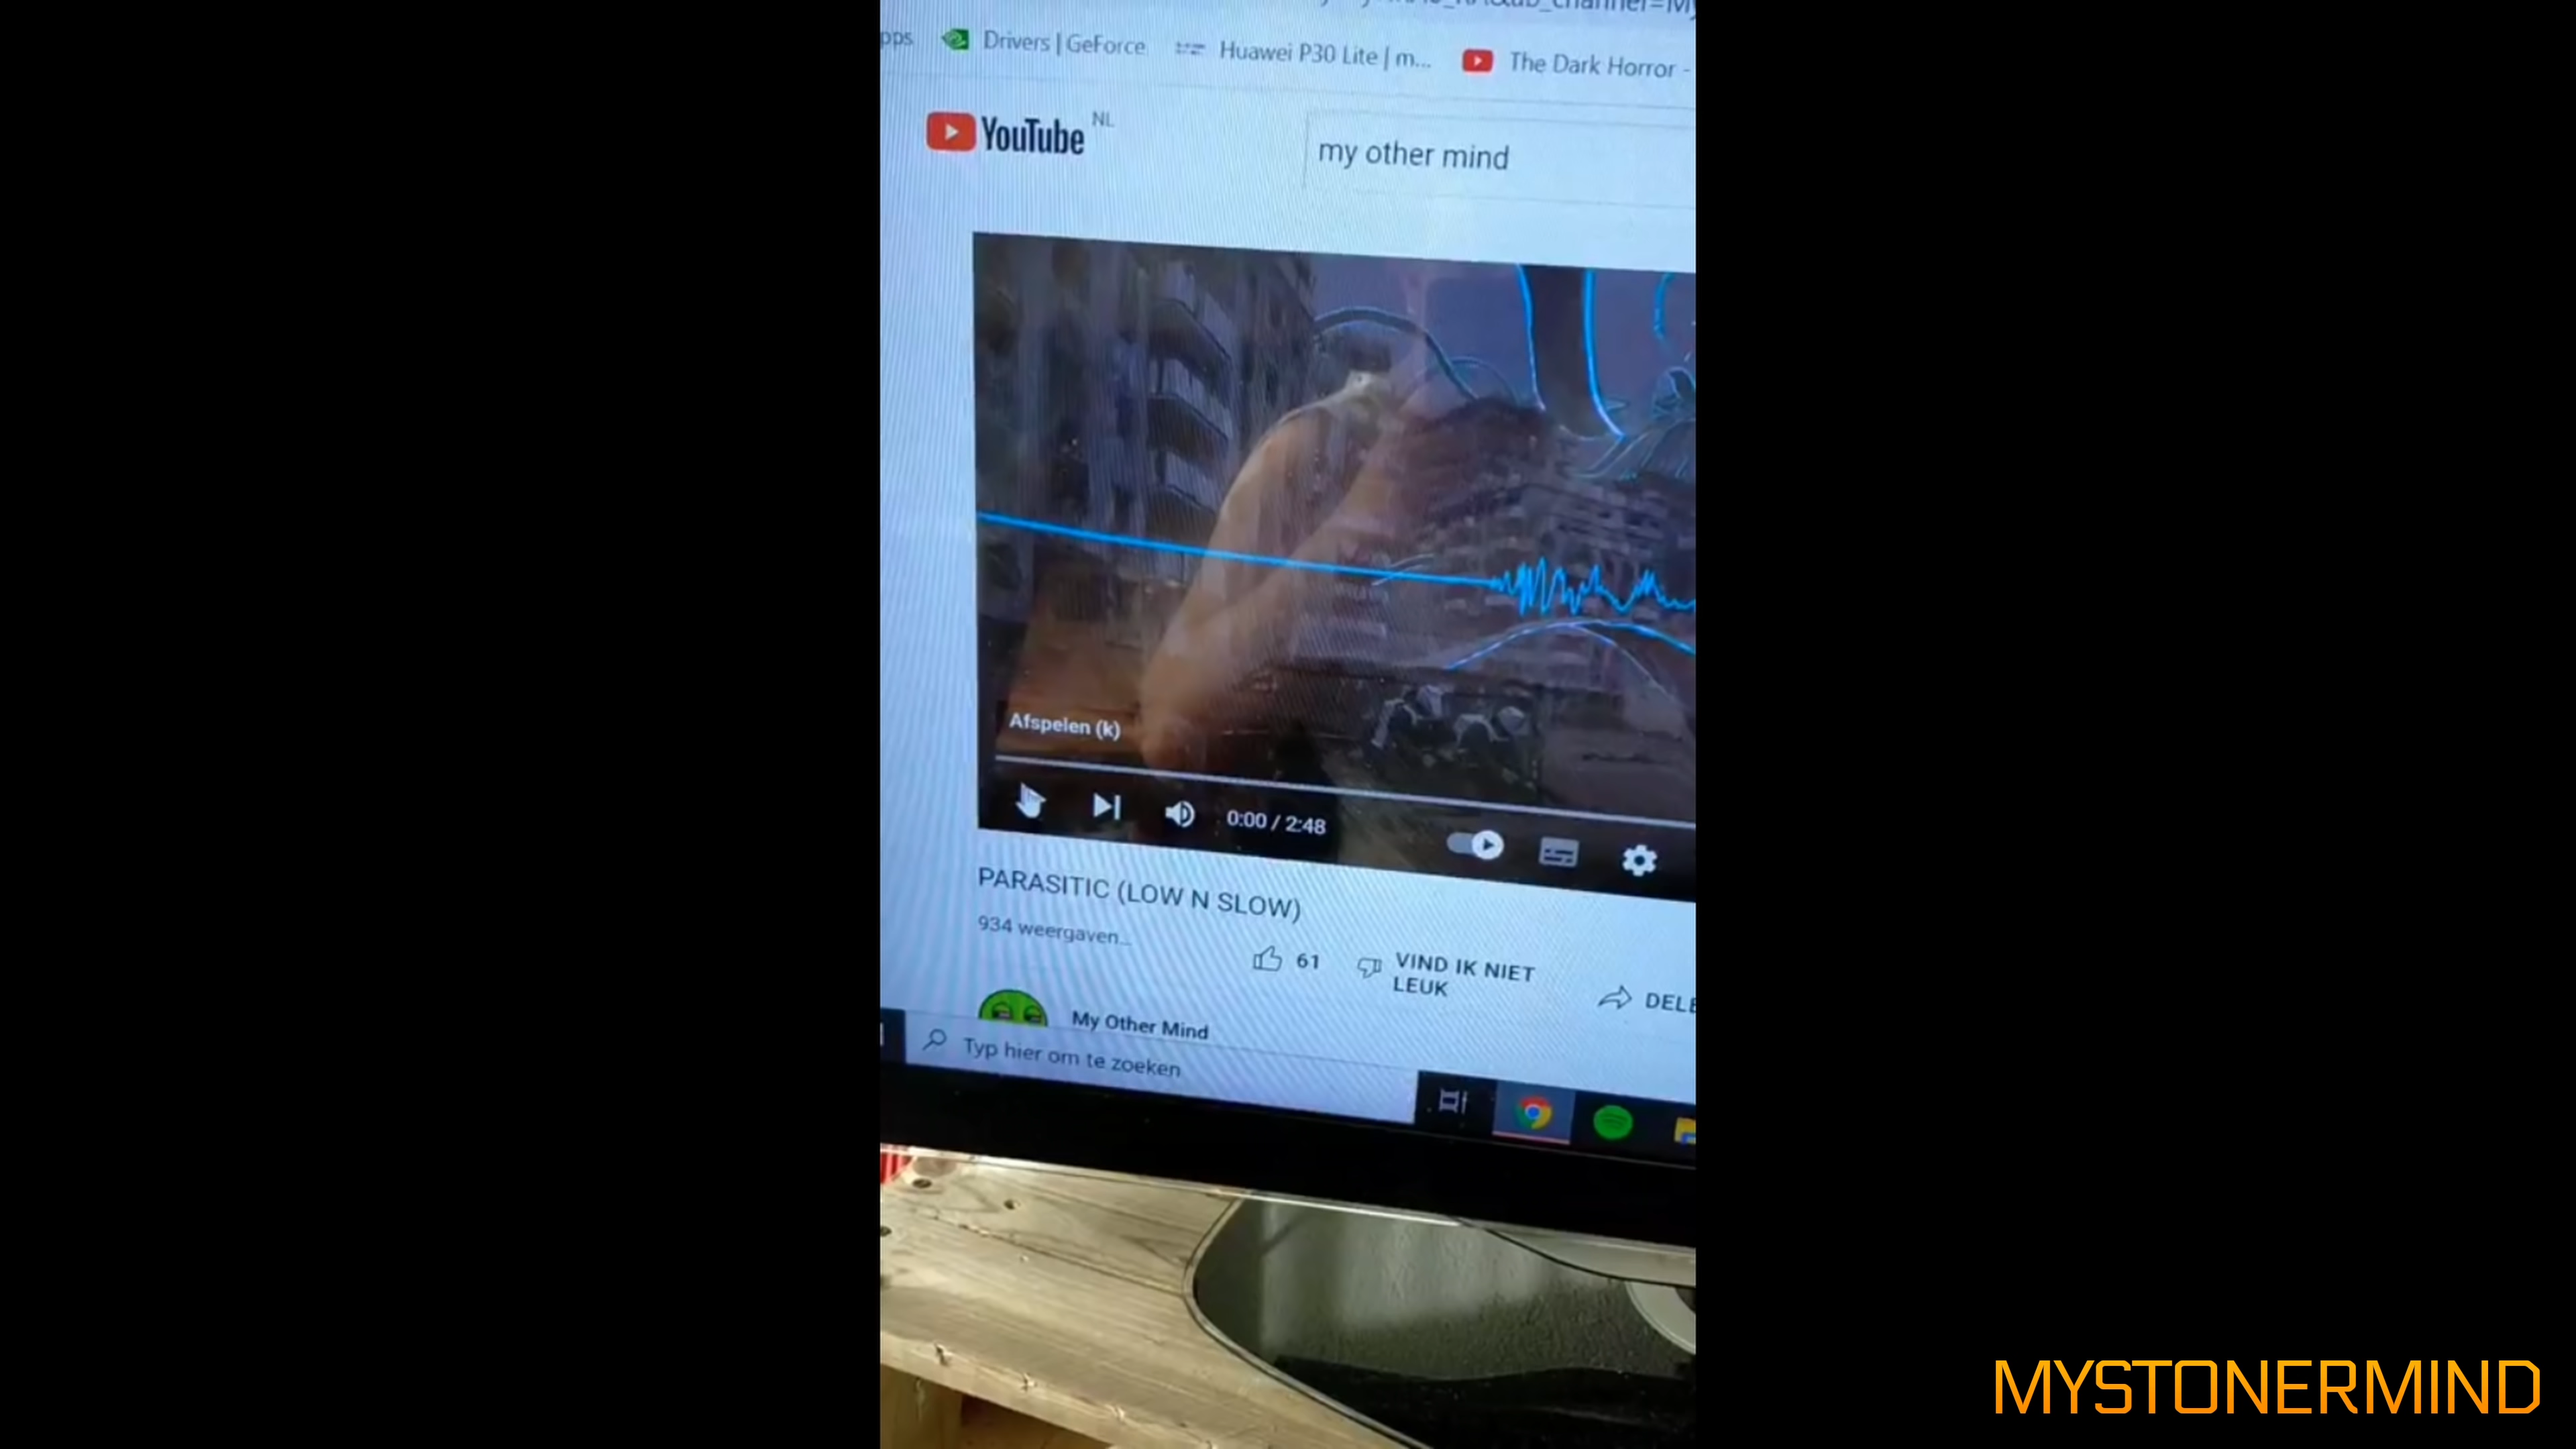 Drivers | GeForce
Huawei P30 Lite | m...
The Dark Horror -
YouTube NL
my other mind
Afspelen (k)
0:00 / 2:48
PARASITIC (LOW N SLOW)
934 weergaven...
61
VIND IK NIET
LEUK
My Other Mind
Typ hier om te zoeken
MYSTONERMIND